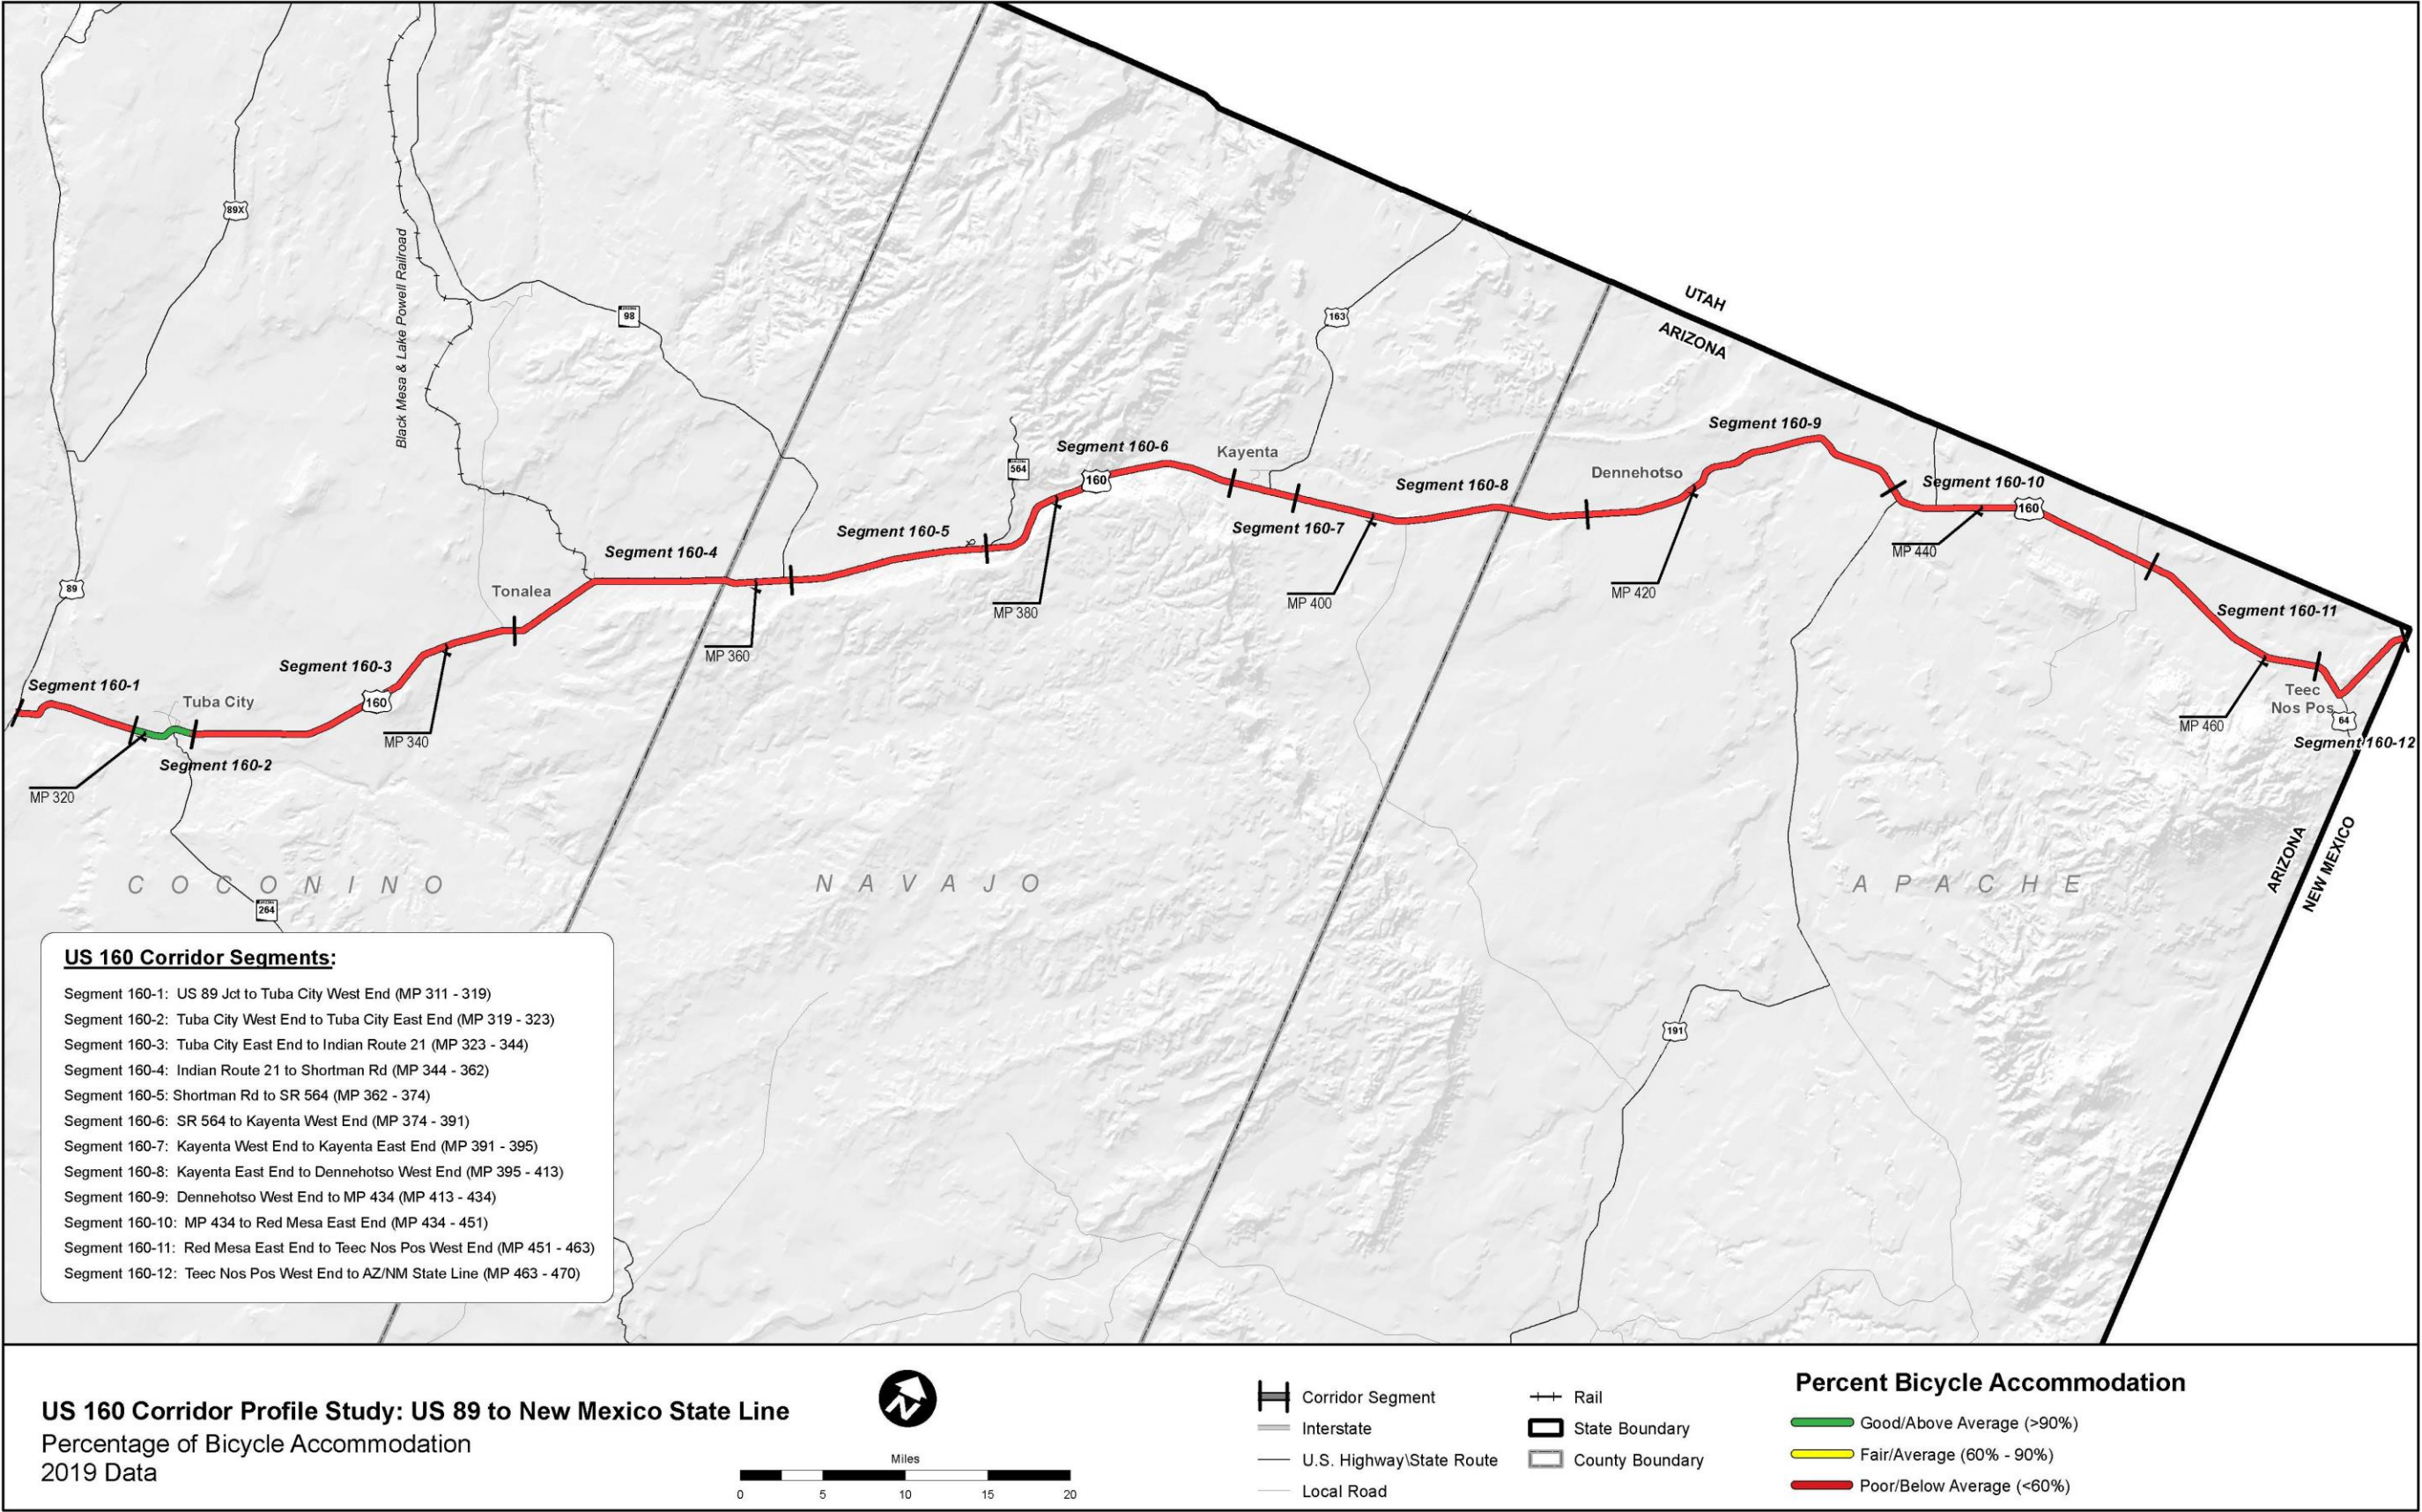 UTAH
ARIZONA
89X
Black Mesa & Lake Powell Railroad
98
163
564
Segment 160-6
160
Kayenta
Segment 160-9
Dennehotso
Segment 160-8
Segment 160-10
160
Segment 160-5
Segment 160-7
Segment 160-4
MP 440
89
Tonalea
MP 380
MP 400
MP 420
Segment 160-11
MP 360
Segment 160-3
Segment 160-1
Tuba City
160
MP 340
Teec
Nos Pos
64
MP 460
Segment 160-12
Segment 160-2
MP 320
ARIZONA
NEW MEXICO
COCONINO
NAVAJO
APACHE
264
191
US 160 Corridor Segments:
Segment 160-1: US 89 Jct to Tuba City West End (MP 311 - 319)
Segment 160-2: Tuba City West End to Tuba City East End (MP 319 - 323)
Segment 160-3: Tuba City East End to Indian Route 21 (MP 323 - 344)
Segment 160-4: Indian Route 21 to Shortman Rd (MP 344 - 362)
Segment 160-5: Shortman Rd to SR 564 (MP 362 - 374)
Segment 160-6: SR 564 to Kayenta West End (MP 374 - 391)
Segment 160-7: Kayenta West End to Kayenta East End (MP 391 - 395)
Segment 160-8: Kayenta East End to Dennehotso West End (MP 395 - 413)
Segment 160-9: Dennehotso West End to MP 434 (MP 413 - 434)
Segment 160-10: MP 434 to Red Mesa East End (MP 434 - 451)
Segment 160-11: Red Mesa East End to Teec Nos Pos West End (MP 451 - 463)
Segment 160-12: Teec Nos Pos West End to AZ/NM State Line (MP 463 - 470)
US 160 Corridor Profile Study: US 89 to New Mexico State Line
Percentage of Bicycle Accommodation
2019 Data
N
Miles
0 5 10 15 20
Corridor Segment
Interstate
U.S. Highway\State Route
Local Road
Rail
State Boundary
County Boundary
Percent Bicycle Accommodation
Good/Above Average (>90%)
Fair/Average (60% - 90%)
Poor/Below Average (<60%)